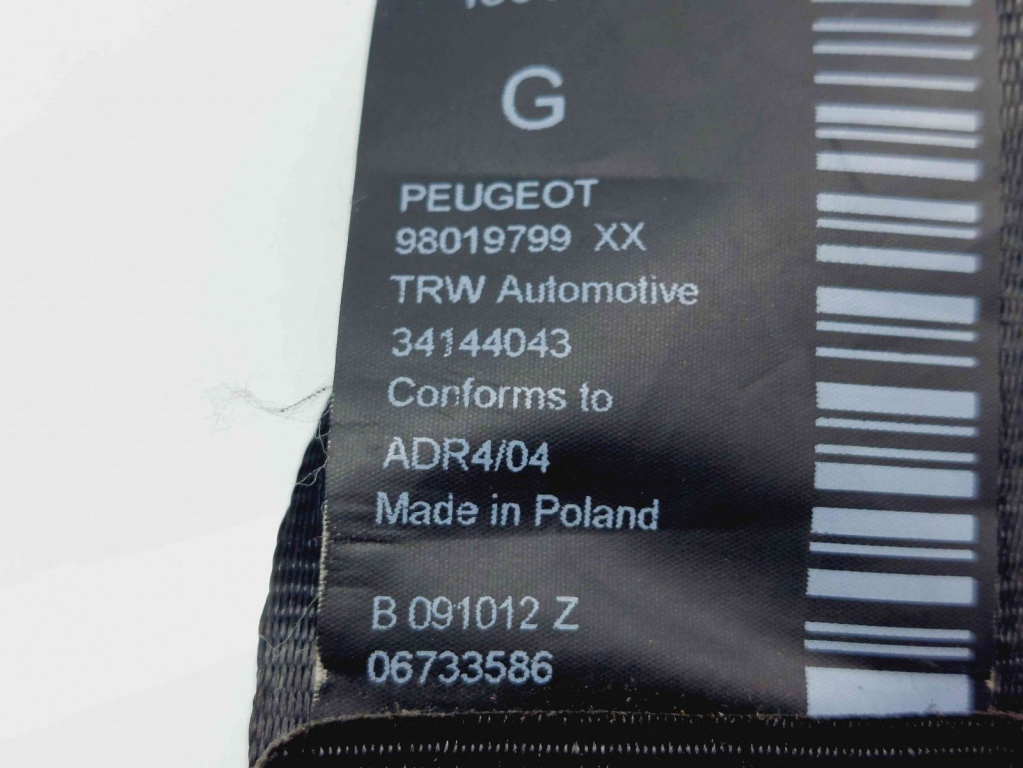 G
PEUGEOT
98019799 XX
TRW Automotive
34144043
Conforms to
ADR4/04
Made in Poland
B 091012 Z
06733586